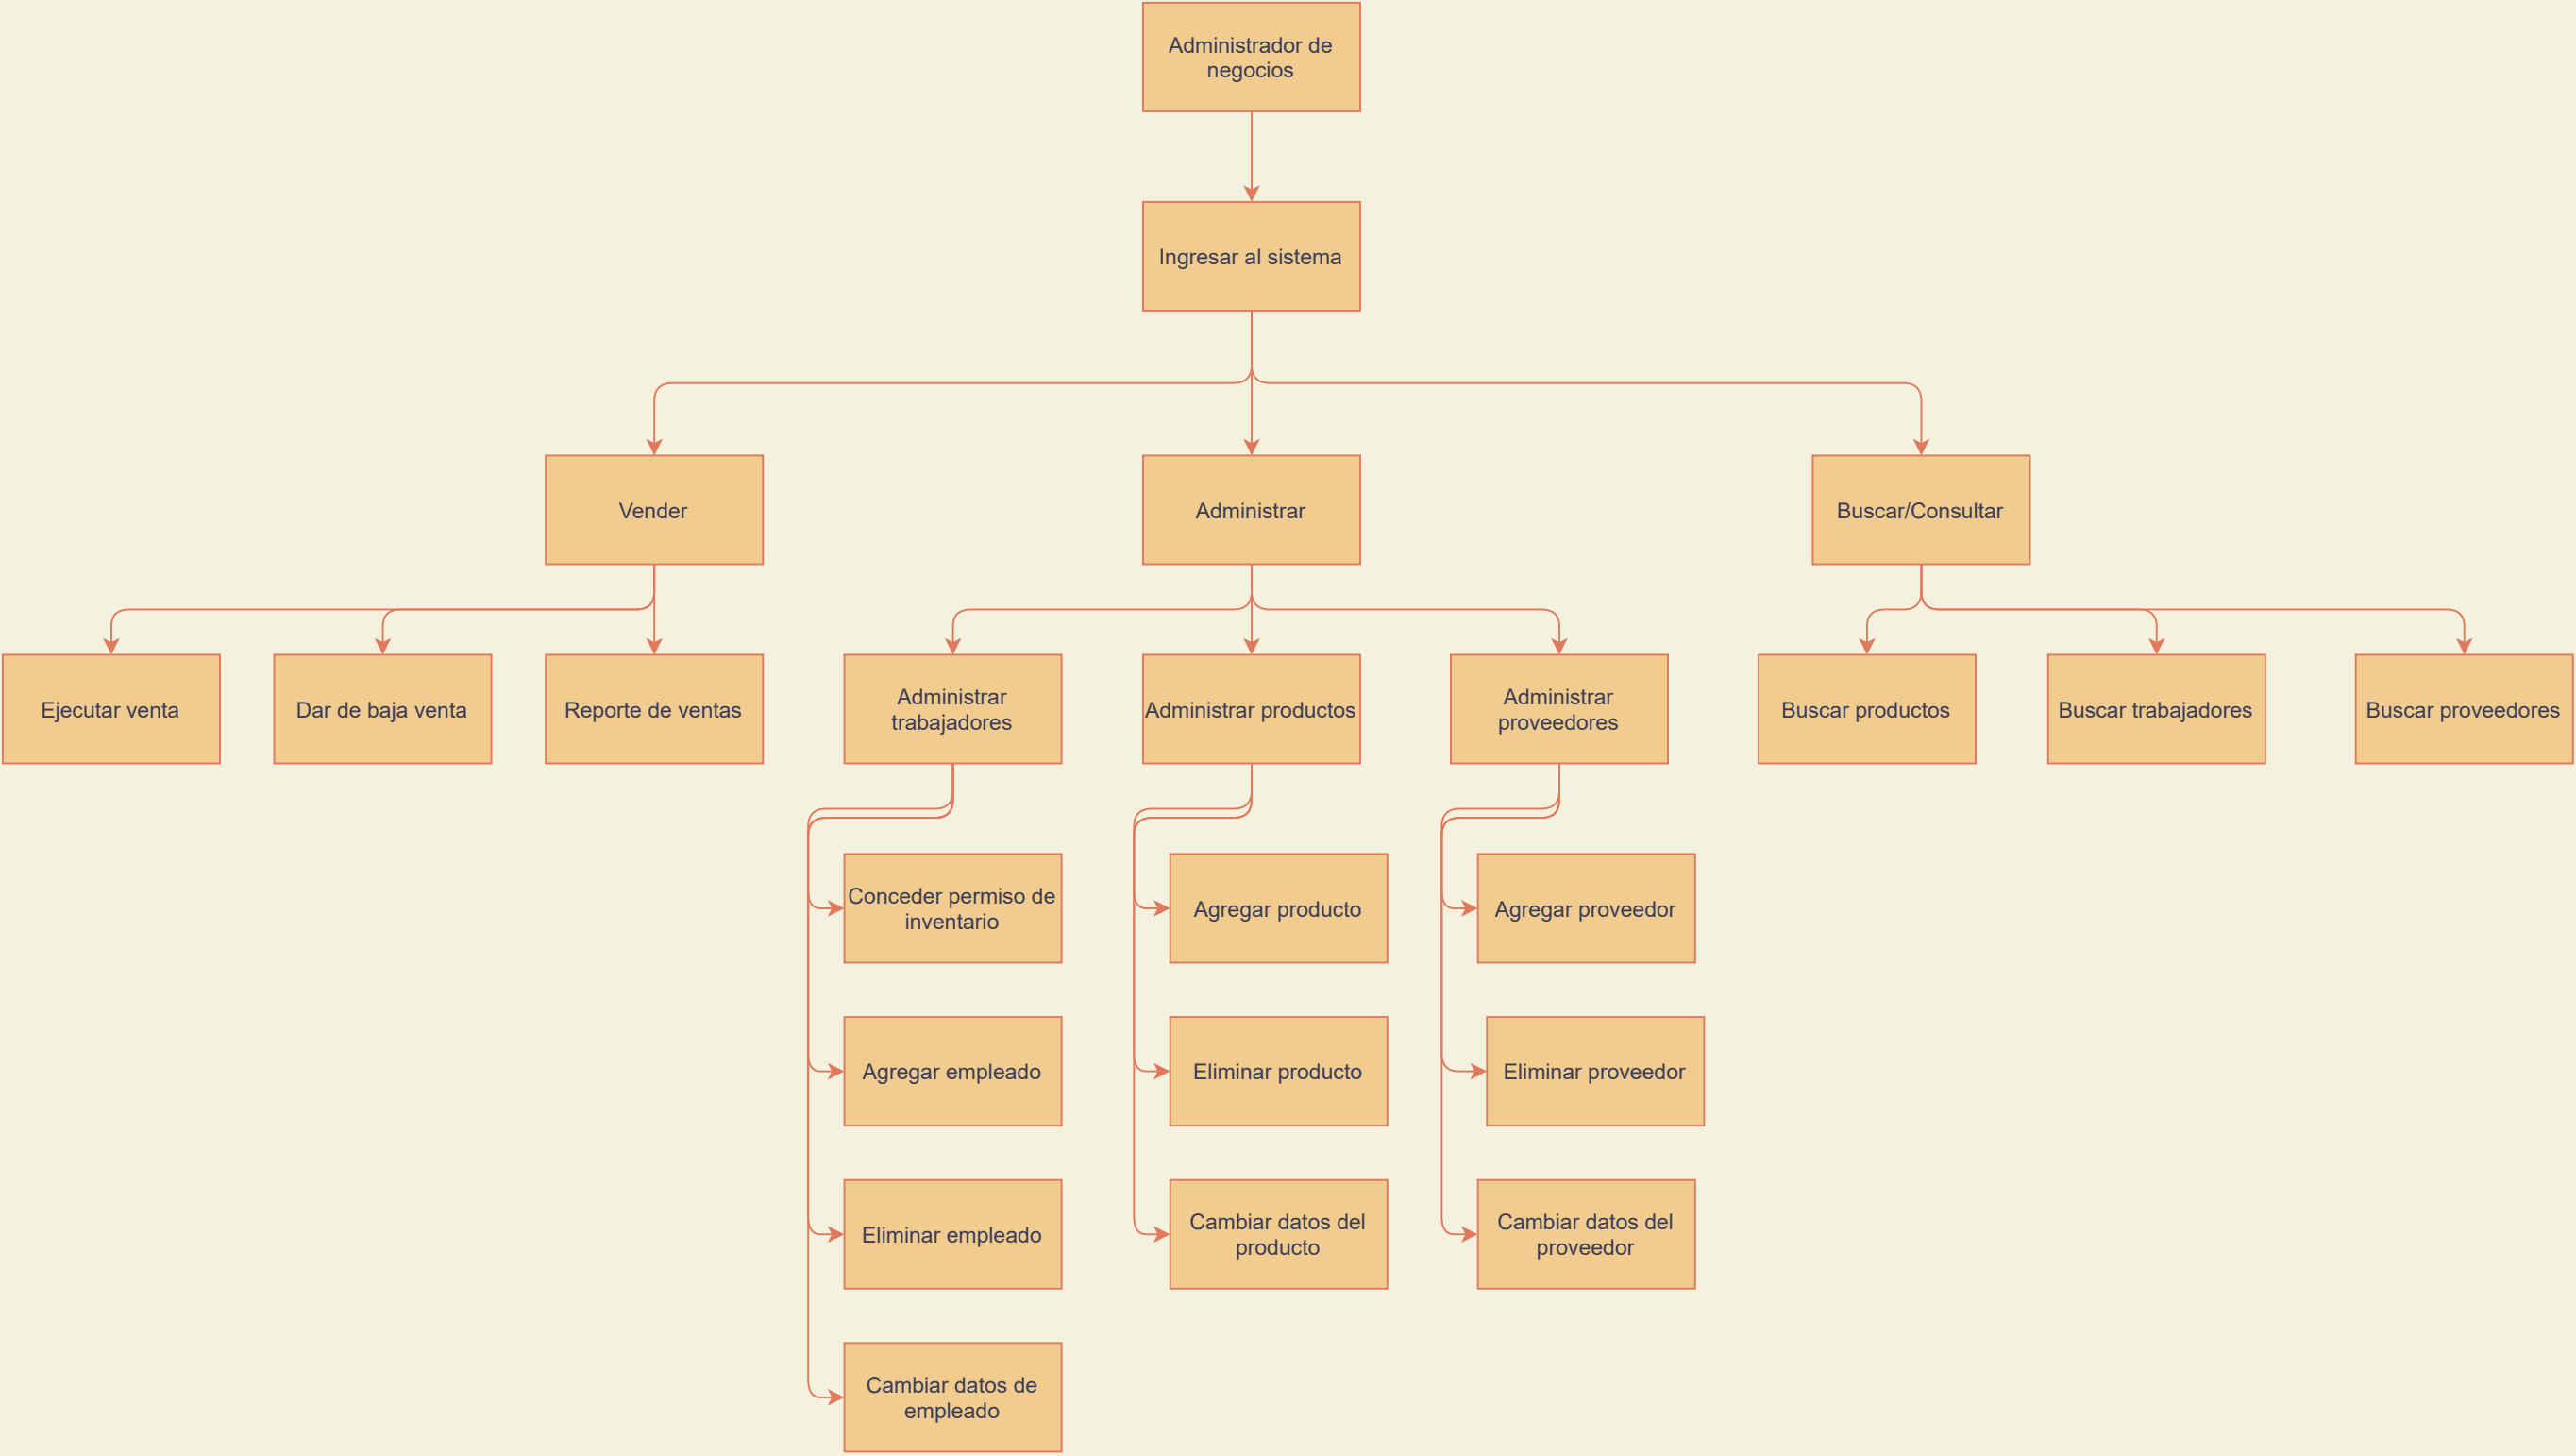 Administrador de
negocios
Ingresar al sistema
Vender
Administrar
Buscar/Consultar
Ejecutar venta
Dar de baja venta
Reporte de ventas
Administrar
trabajadores
Administrar productos
Administrar
proveedores
Buscar productos
Buscar trabajadores
Buscar proveedores
Conceder permiso de
inventario
Agregar producto
Agregar proveedor
Agregar empleado
Eliminar producto
Eliminar proveedor
Eliminar empleado
Cambiar datos del
producto
Cambiar datos del
proveedor
Cambiar datos de
empleado